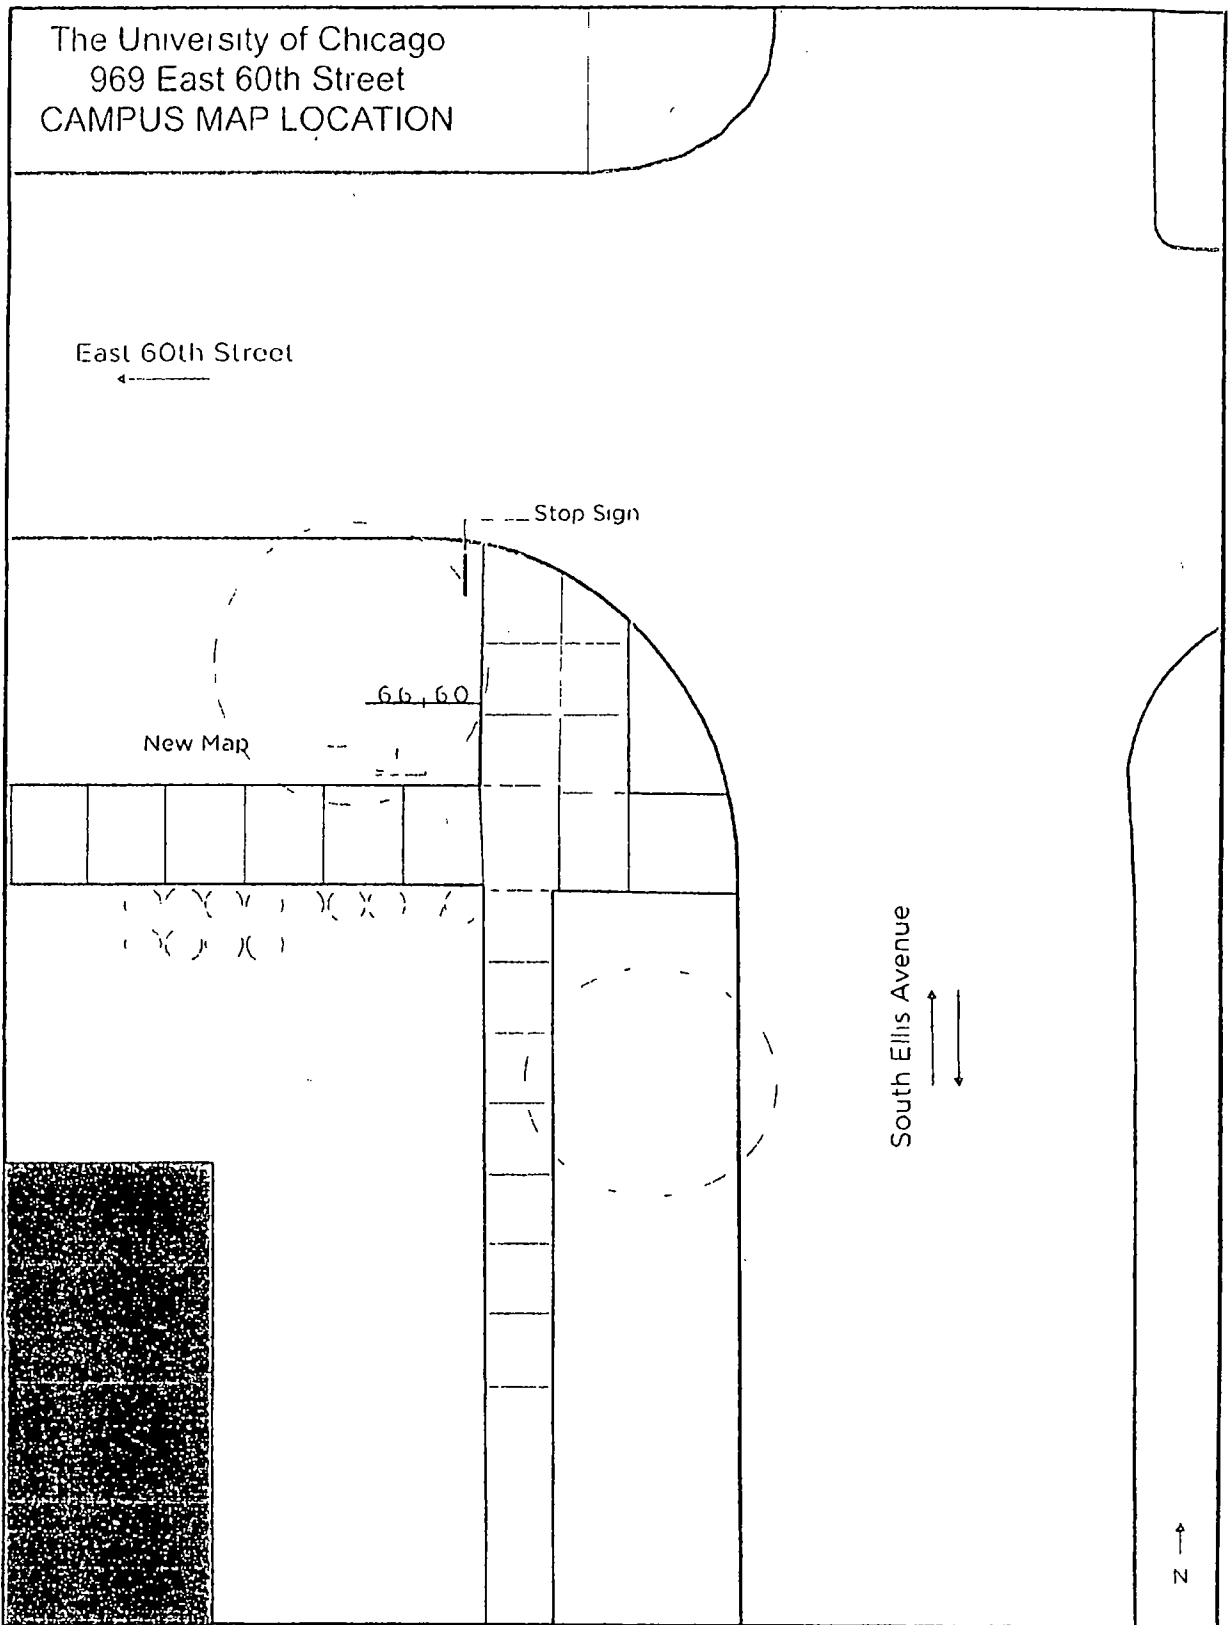 The University of Chicago
969 East 60th Street
CAMPUS MAP LOCATION
East 60th Street
Stop Sign
66 60
New Map
South Ellis Avenue
N